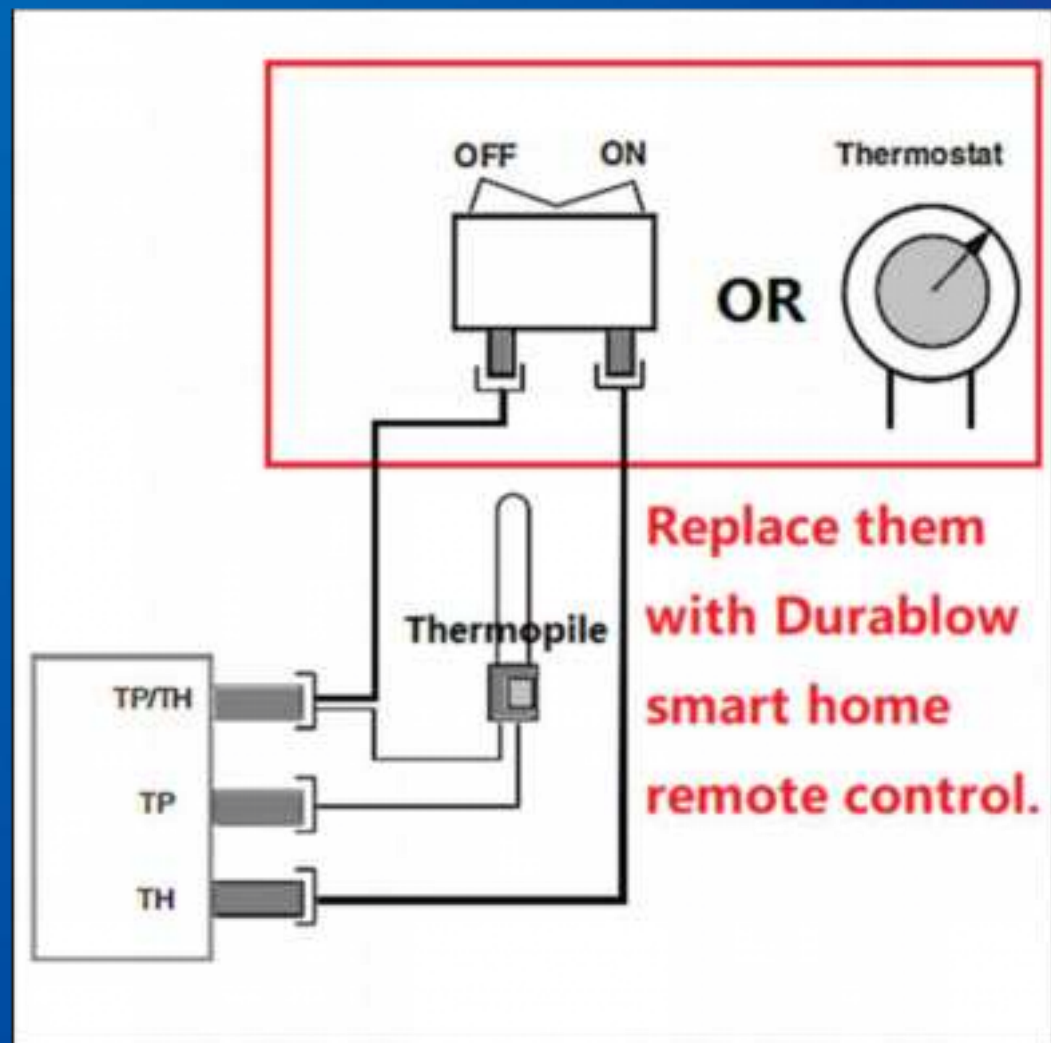 OFF ON Thermostat
OR
Replace them
with Durablow
smart home
remote control.
Thermopile
TP/TH
TP
TH